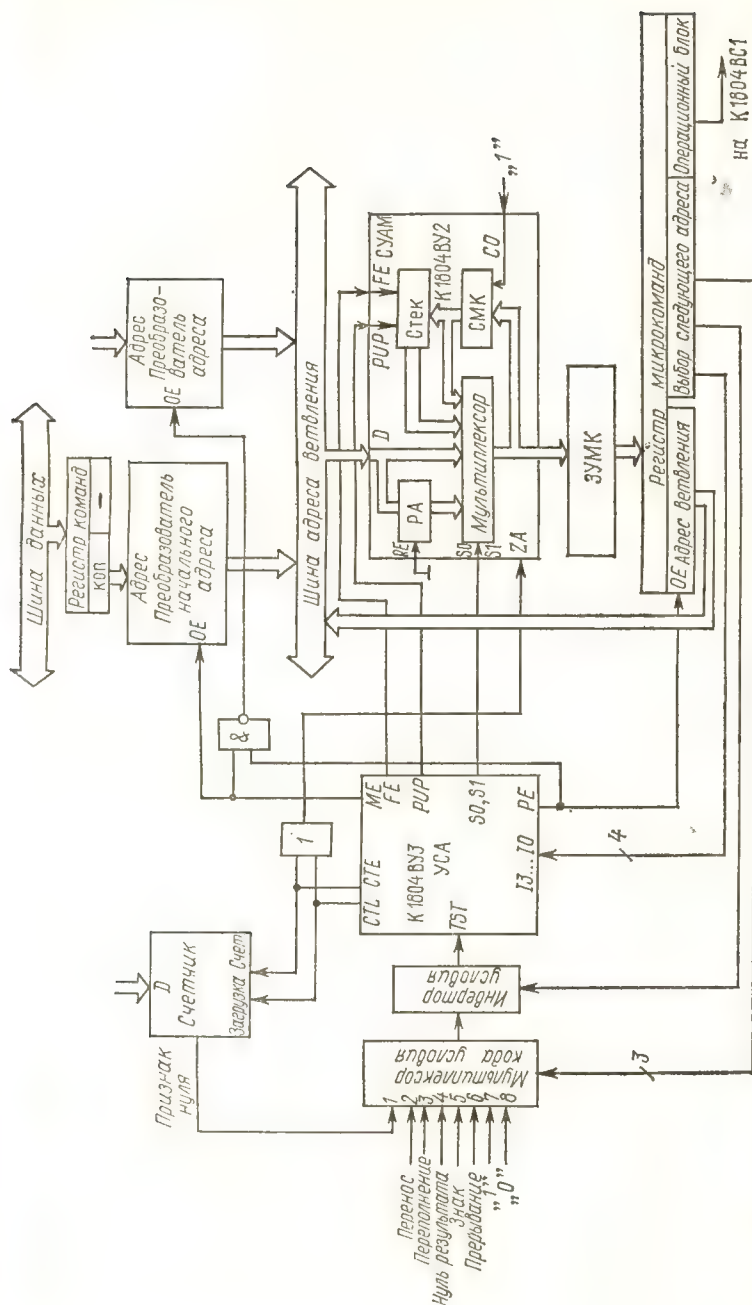 Шина данных
Регистр команд
КОП
—
Адрес
Преобразователь
начального
адреса
OE
Адрес
Преобразо-
ватель
адреса
OE
Шина адреса ветвления
D
Счетчик
Загрузка Счет
Признак
нуля
1
&
ME
FE
PUP
S0,S1
PE
CTL CTE
К1804ВУ3
УСА
TST
I3...I0
4
Инвертор
условия
Мультиплексор
кода условия
1
2
3
4
5
6
7
8
Перенос
Переполнение
Нуль результата
Знак
Прерывание
„1"
„0"
3
PUP
FE
СУАМ
К1804ВУ2
D
Стек
СМК
C0
„1"
РА
RE
Мультиплексор
S0
S1
ZA
ЗУМК
Регистр микрокоманд
OE
Адрес ветвления
Выбор следующего адреса
Операционный блок
на К1804ВС1